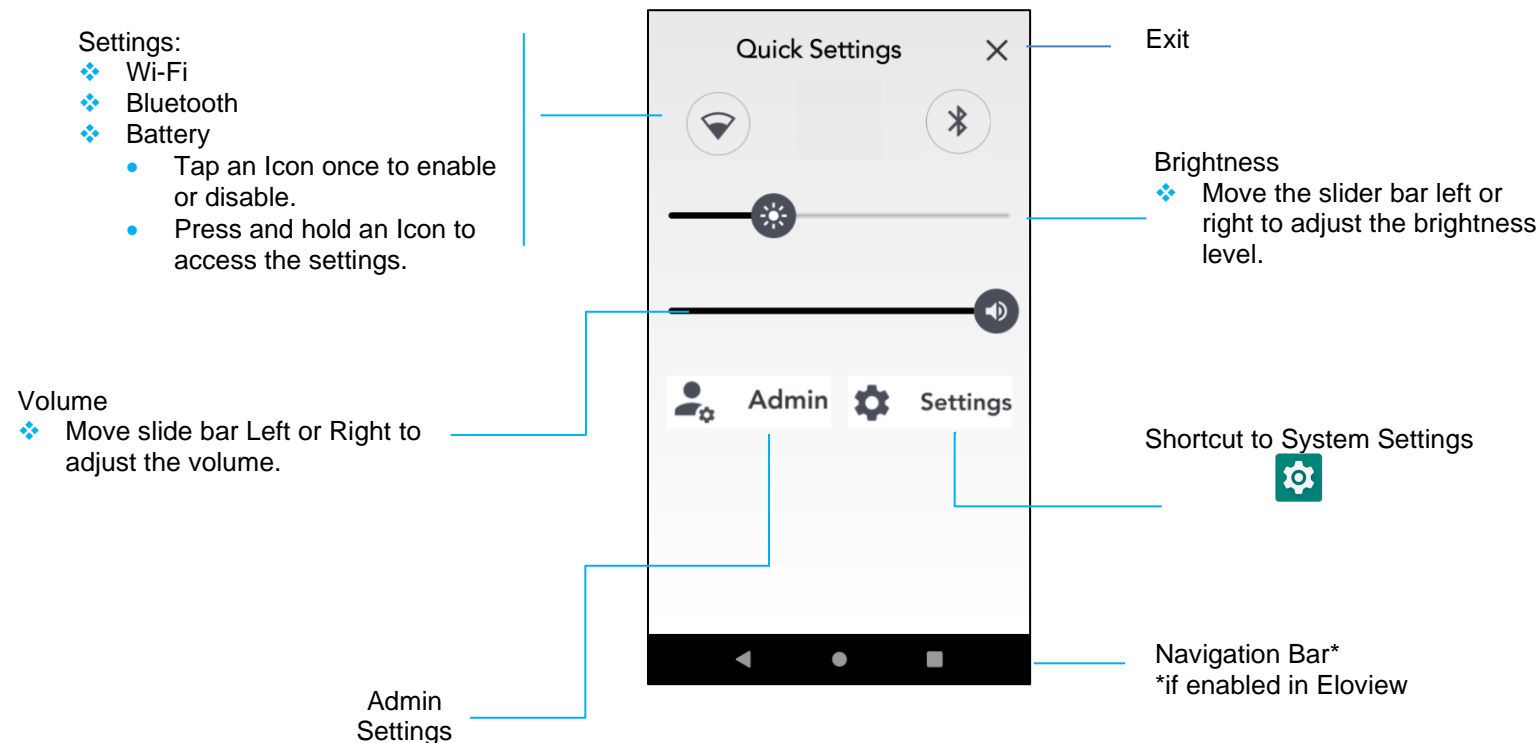 Settings:
Wi-Fi
Bluetooth
Battery
Tap an Icon once to enable
or disable.
Press and hold an Icon to
access the settings.
Volume
Move slide bar Left or Right to
adjust the volume.
Admin
Settings
Quick Settings
Admin
Settings
Exit
Brightness
Move the slider bar left or
right to adjust the brightness
level.
Shortcut to System Settings
Navigation Bar*
*if enabled in Eloview